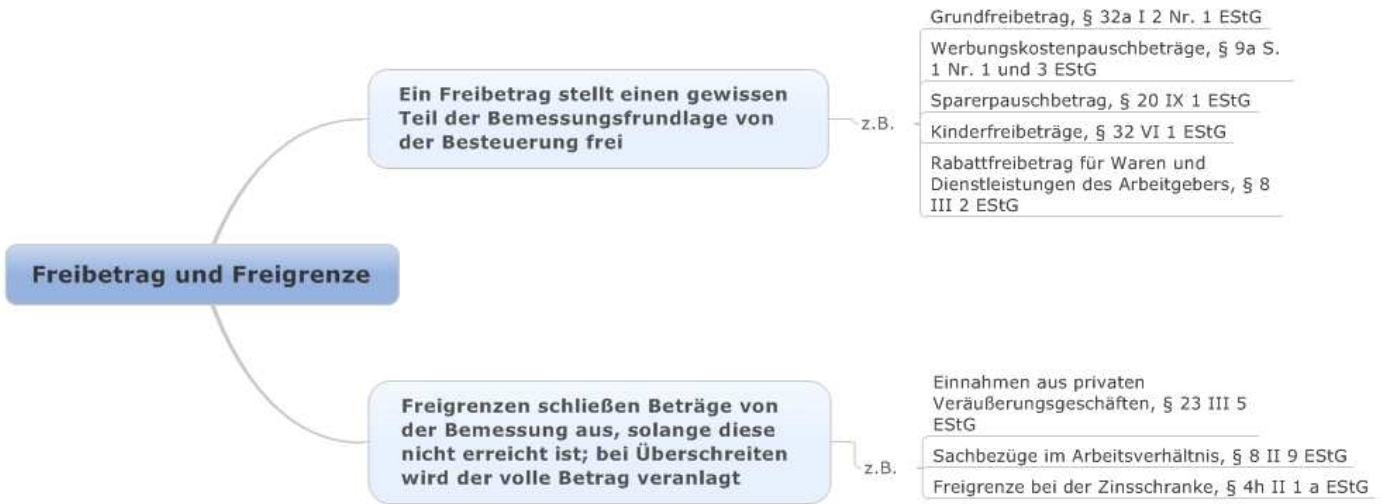 Freibetrag und Freigrenze
Ein Freibetrag stellt einen gewissen
Teil der Bemessungsfrundlage von
der Besteuerung frei
z.B.
Grundfreibetrag, § 32a I 2 Nr. 1 EStG
Werbungskostenpauschbeträge, § 9a S.
1 Nr. 1 und 3 EStG
Sparerpauschbetrag, § 20 IX 1 EStG
Kinderfreibeträge, § 32 VI 1 EStG
Rabattfreibetrag für Waren und
Dienstleistungen des Arbeitgebers, § 8
III 2 EStG
Freigrenzen schließen Beträge von
der Bemessung aus, solange diese
nicht erreicht ist; bei Überschreiten
wird der volle Betrag veranlagt
z.B.
Einnahmen aus privaten
Veräußerungsgeschäften, § 23 III 5
EStG
Sachbezüge im Arbeitsverhältnis, § 8 II 9 EStG
Freigrenze bei der Zinsschranke, § 4h II 1 a EStG